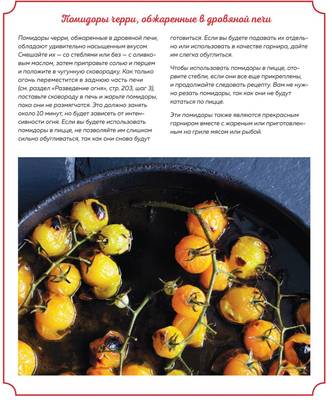 Помидоры черри, обжаренные в дровяной печи
Помидоры черри, обжаренные в дровяной печи,
обладают удивительно насыщенным вкусом.
Смешайте их — со стеблями или без — с оливко-
вым маслом, затем приправьте солью и перцем
и положите в чугунную сковородку. Как только
огонь переместится в заднюю часть печи
(см. раздел «Разведение огня», стр. 203, шаг 3),
поставьте сковороду в печь и жарьте помидоры,
пока они не размягчатся. Это должно занять
около 10 минут, но будет зависеть от интен-
сивности огня. Если вы будете использовать
помидоры в пицце, не позволяйте им слишком
сильно обуглиться, так как они снова будут
готовиться. Если вы будете подавать их отдель-
но или использовать в качестве гарнира, дайте
им слегка обуглиться.
Чтобы использовать помидоры в пицце, ото-
рвите стебли, если они все еще прикреплены,
и продолжайте следовать рецепту. Вам не нуж-
но резать помидоры, так как они не будут
кататься по пицце.
Эти помидоры также являются прекрасным
гарниром вместе с жареным или приготовлен-
ным на гриле мясом или рыбой.